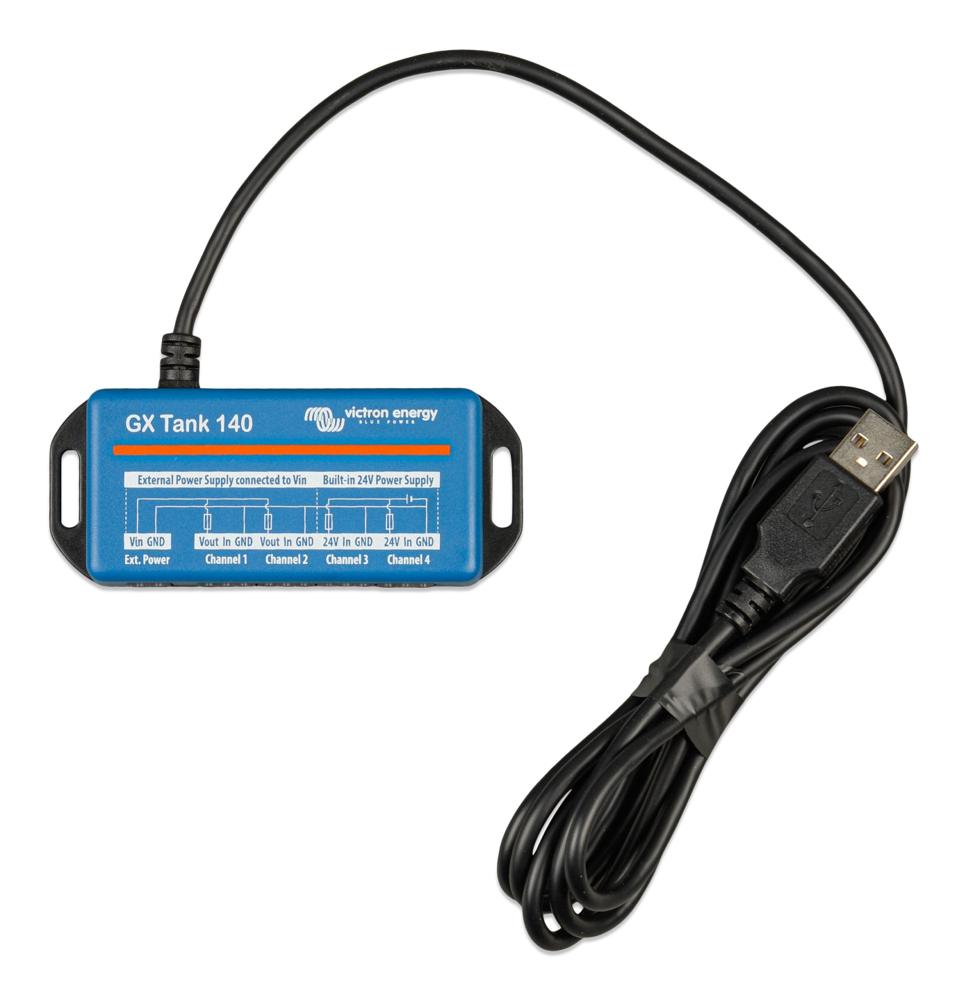 GX Tank 140
victron energy
BLUE POWER
External Power Supply connected to Vin
Built-in 24V Power Supply
Vin GND
Vout In GND
Vout In GND
24V In GND
24V In GND
Ext. Power
Channel 1
Channel 2
Channel 3
Channel 4